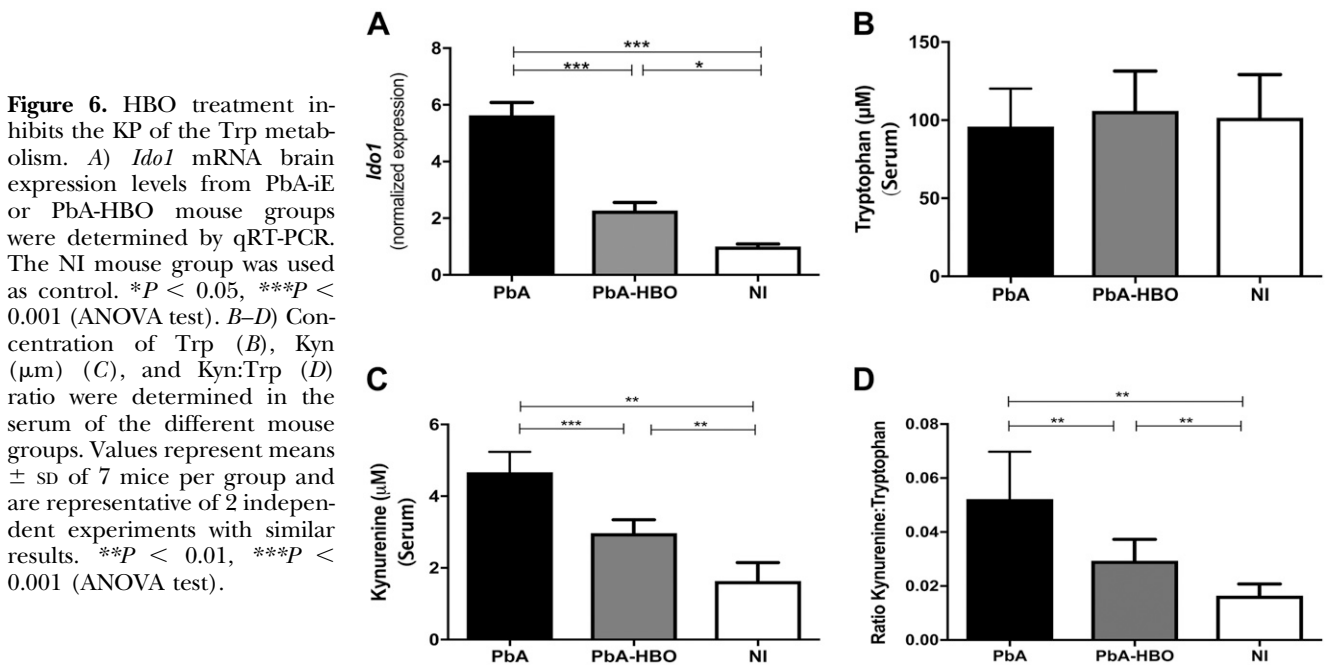 Figure 6. HBO treatment in-
hibits the KP of the Trp metab-
olism. A) Ido1 mRNA brain
expression levels from PbA-iE
or PbA-HBO mouse groups
were determined by qRT-PCR.
The NI mouse group was used
as control. *P < 0.05, ***P <
0.001 (ANOVA test). B–D) Con-
centration of Trp (B), Kyn
(μm) (C), and Kyn:Trp (D)
ratio were determined in the
serum of the different mouse
groups. Values represent means
± SD of 7 mice per group and
are representative of 2 indepen-
dent experiments with similar
results. **P < 0.01, ***P <
0.001 (ANOVA test).
A
Ido1
(normalized expression)
8
6
4
2
0
***
*** *
PbA PbA-HBO NI
B
Tryptophan (μM)
(Serum)
150
100
50
0
PbA PbA-HBO NI
C
Kynurenine (μM)
(Serum)
6
4
2
0
**
*** **
PbA PbA-HBO NI
D
Ratio Kynurenine:Tryptophan
0.08
0.06
0.04
0.02
0.00
**
** **
PbA PbA-HBO NI